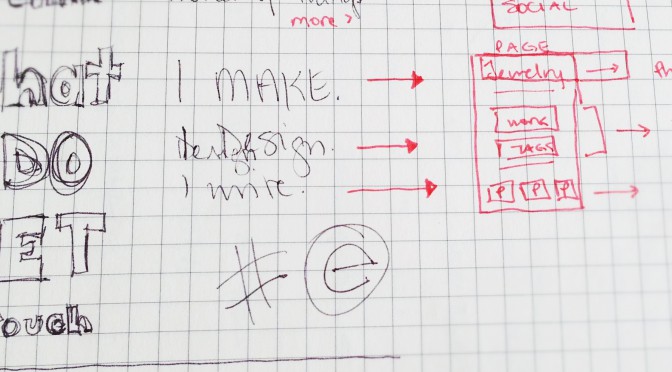 more >
SOCIAL
PAGE
hat
I MAKE.
Jewelry
DO
design.
WORK
TAGS
I write.
P P P
ET
# e
ouch